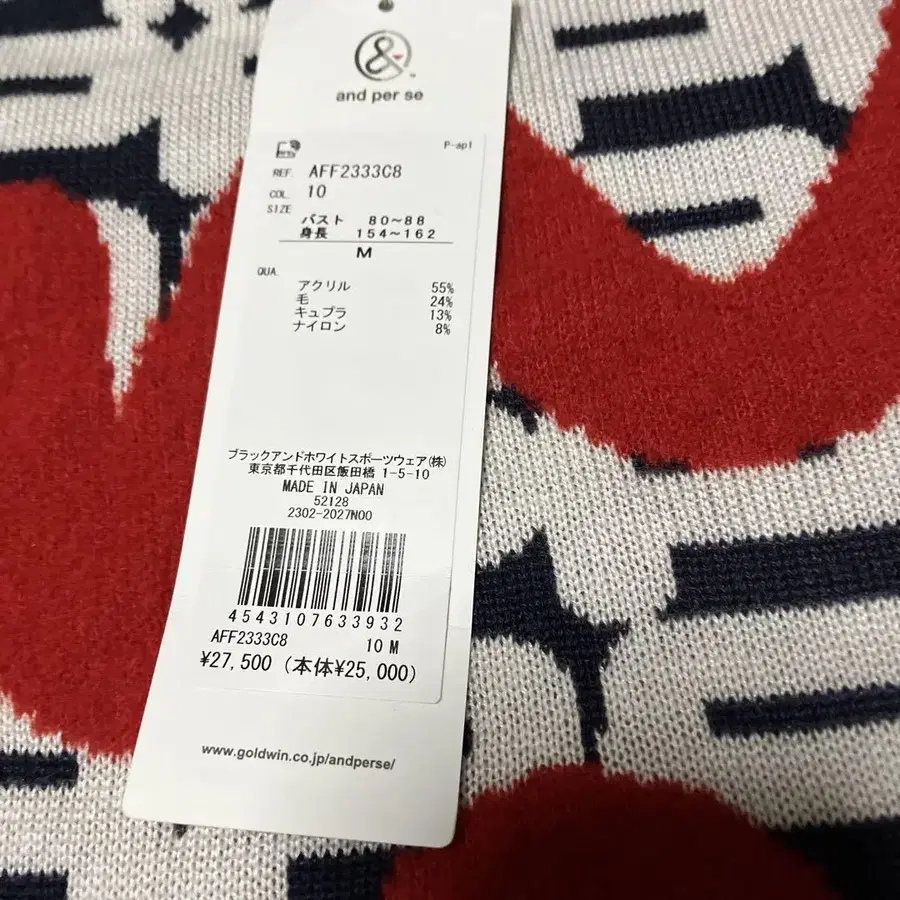 &
and per se
P-apl
REF. AFF2333C8
COL. 10
SIZE
バスト 80~88
身長 154~162
M
QUA.
アクリル 55%
毛 24%
キュプラ 13%
ナイロン 8%
ブラックアンドホワイトスポーツウェア(株)
東京都千代田区飯田橋 1-5-10
MADE IN JAPAN
52128
2302-2027N00
4543107633932
AFF2333C8 10 M
¥27,500 (本体¥25,000)
www.goldwin.co.jp/andperse/